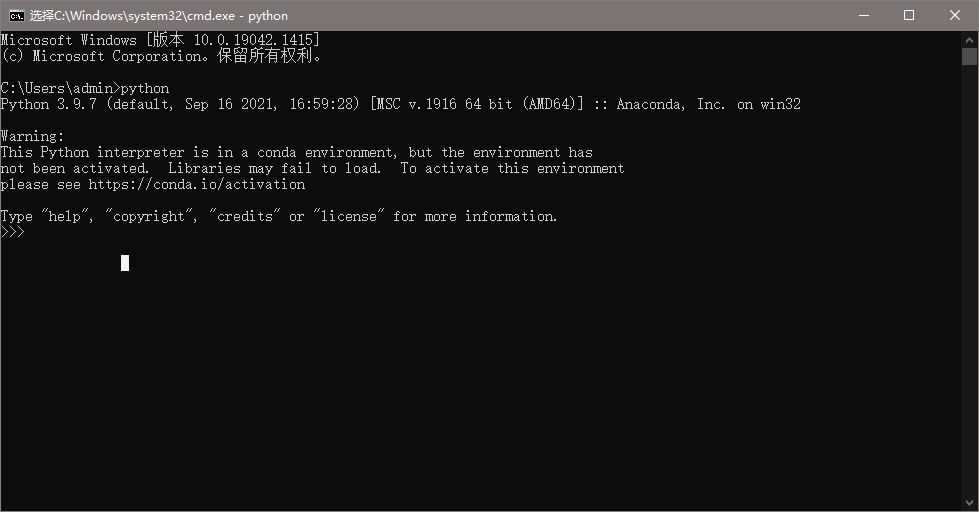 选择C:\Windows\system32\cmd.exe - python
Microsoft Windows [版本 10.0.19042.1415]
(c) Microsoft Corporation。保留所有权利。
C:\Users\admin>python
Python 3.9.7 (default, Sep 16 2021, 16:59:28) [MSC v.1916 64 bit (AMD64)] :: Anaconda, Inc. on win32
Warning:
This Python interpreter is in a conda environment, but the environment has
not been activated.  Libraries may fail to load.  To activate this environment
please see https://conda.io/activation
Type "help", "copyright", "credits" or "license" for more information.
>>>